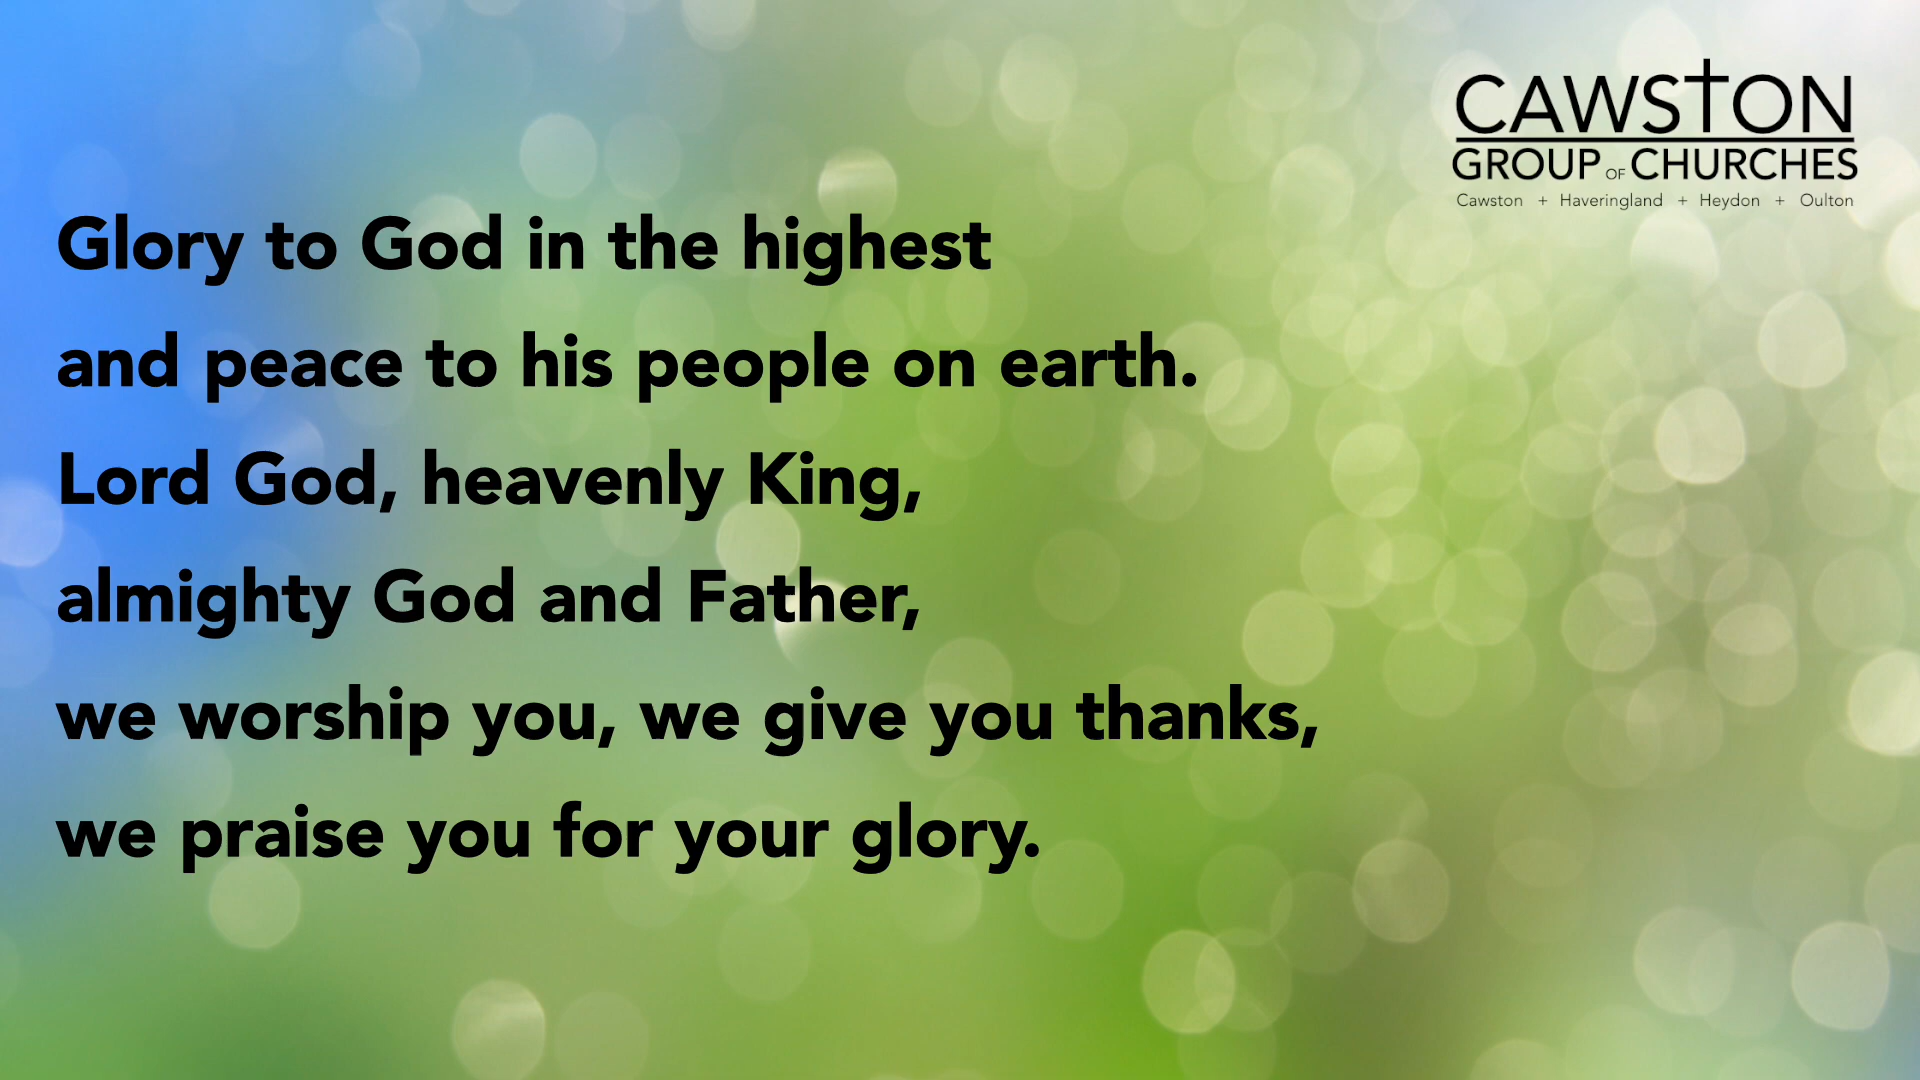 CAWSTON
GROUP OF CHURCHES
Cawston + Haveringland + Heydon + Oulton
Glory to God in the highest
and peace to his people on earth.
Lord God, heavenly King,
almighty God and Father,
we worship you, we give you thanks,
we praise you for your glory.